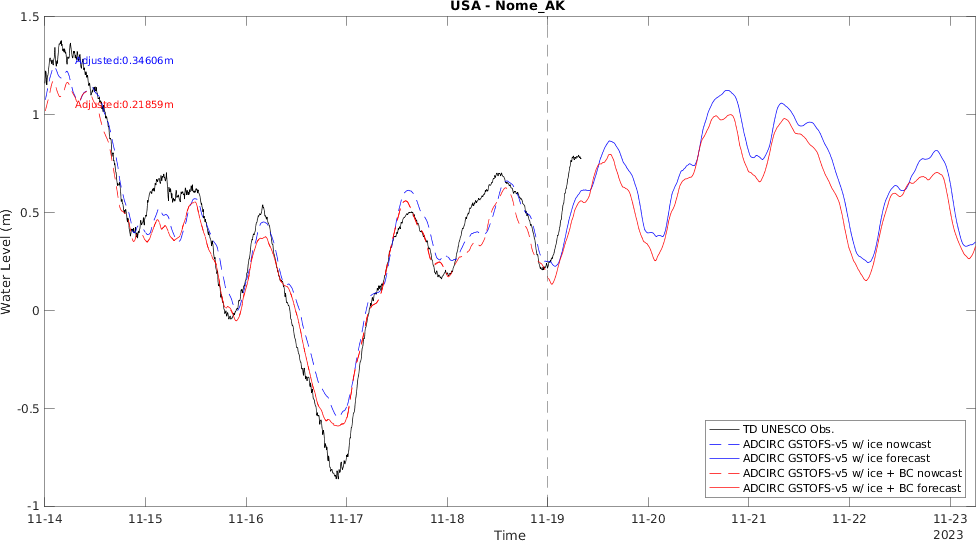 USA - Nome_AK
1.5
1
0.5
0
-0.5
-1
Water Level (m)
Adjusted:0.34606m
Adjusted:0.21859m
TD UNESCO Obs.
ADCIRC GSTOFS-v5 w/ ice nowcast
ADCIRC GSTOFS-v5 w/ ice forecast
ADCIRC GSTOFS-v5 w/ ice + BC nowcast
ADCIRC GSTOFS-v5 w/ ice + BC forecast
11-14 11-15 11-16 11-17 11-18 11-19 11-20 11-21 11-22 11-23
Time
2023